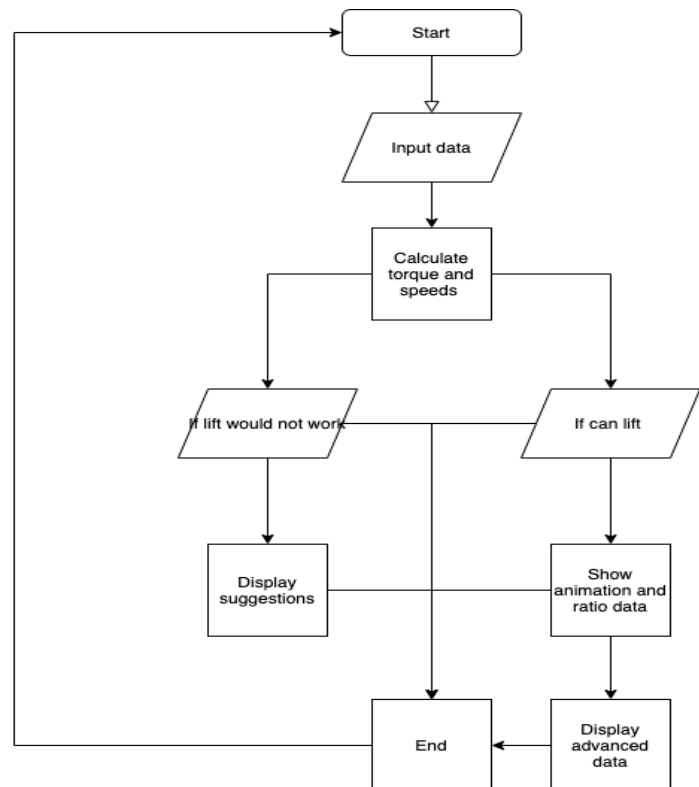 Start
Input data
Calculate
torque and
speeds
If lift would not work
If can lift
Display
suggestions
Show
animation and
ratio data
End
Display
advanced
data